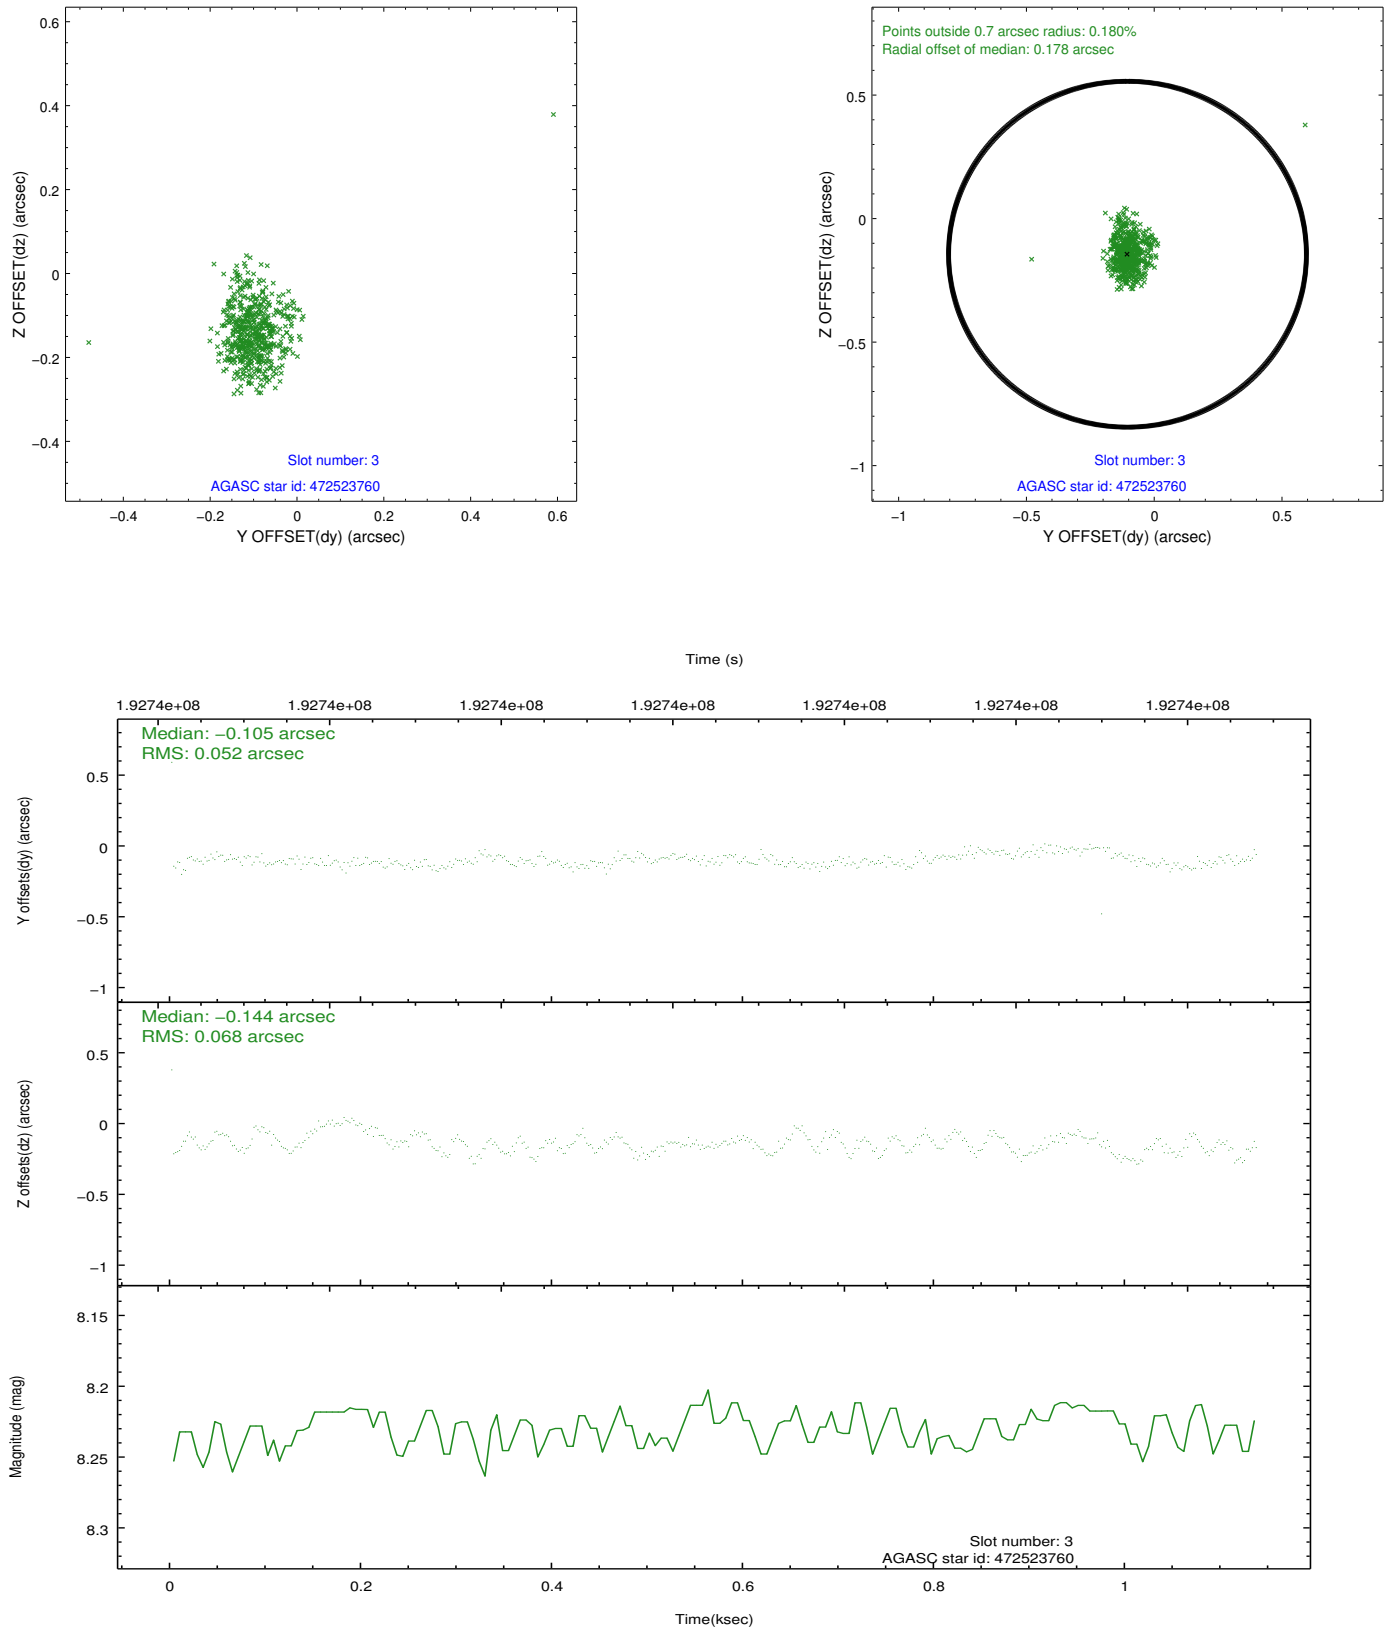 0.6
0.4
0.2
0
−0.2
−0.4
Z OFFSET(dz) (arcsec)
Slot number: 3
AGASC star id: 472523760
−0.4 −0.2 0 0.2 0.4 0.6
Y OFFSET(dy) (arcsec)
Points outside 0.7 arcsec radius: 0.180%
Radial offset of median: 0.178 arcsec
0.5
0
−0.5
−1
Z OFFSET(dz) (arcsec)
Slot number: 3
AGASC star id: 472523760
−1 −0.5 0 0.5
Y OFFSET(dy) (arcsec)
Time (s)
1.9274e+08 1.9274e+08 1.9274e+08 1.9274e+08 1.9274e+08 1.9274e+08 1.9274e+08
Median: −0.105 arcsec
RMS: 0.052 arcsec
0.5
0
−0.5
−1
Y offsets(dy) (arcsec)
Median: −0.144 arcsec
RMS: 0.068 arcsec
0.5
0
−0.5
−1
Z offsets(dz) (arcsec)
8.15
8.2
8.25
8.3
Magnitude (mag)
Slot number: 3
AGASC star id: 472523760
0 0.2 0.4 0.6 0.8 1
Time(ksec)